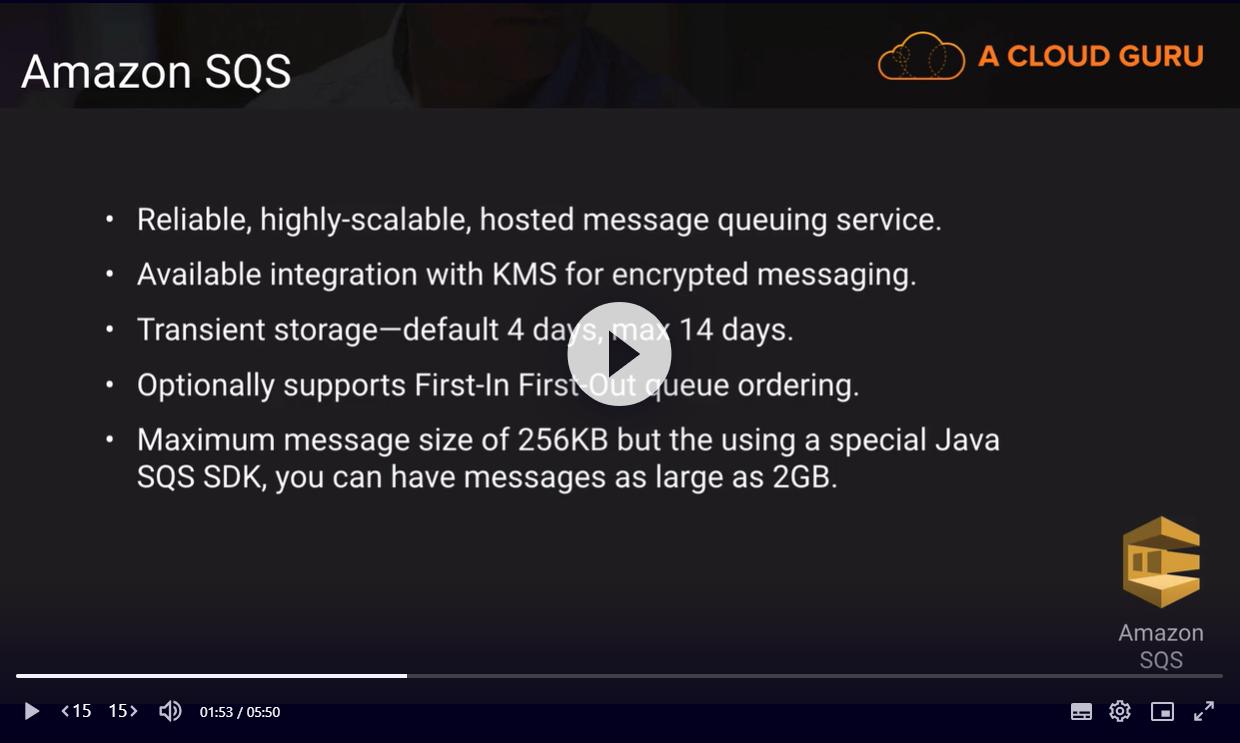 Amazon SQS
A CLOUD GURU
• Reliable, highly-scalable, hosted message queuing service.
• Available integration with KMS for encrypted messaging.
• Transient storage—default 4 days, max 14 days.
• Optionally supports First-In First-Out queue ordering.
• Maximum message size of 256KB but the using a special Java
SQS SDK, you can have messages as large as 2GB.
Amazon
SQS
<15 15> 01:53 / 05:50